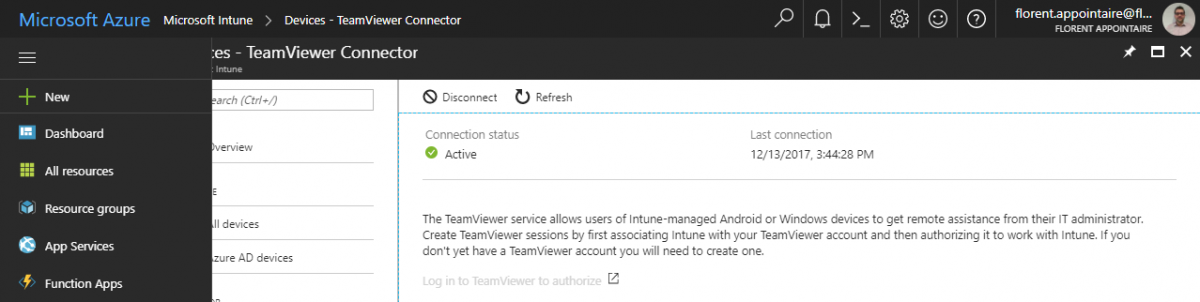 Microsoft Azure Microsoft Intune > Devices - TeamViewer Connector florent.appointaire@fl...
FLORENT APPOINTAIRE
ces - TeamViewer Connector
t Intune
New
Dashboard
All resources
Resource groups
App Services
Function Apps
earch (Ctrl+/)
Overview
E
ll devices
zure AD devices
Disconnect Refresh
Connection status Last connection
Active 12/13/2017, 3:44:28 PM
The TeamViewer service allows users of Intune-managed Android or Windows devices to get remote assistance from their IT administrator.
Create TeamViewer sessions by first associating Intune with your TeamViewer account and then authorizing it to work with Intune. If you
don't yet have a TeamViewer account you will need to create one.
Log in to TeamViewer to authorize